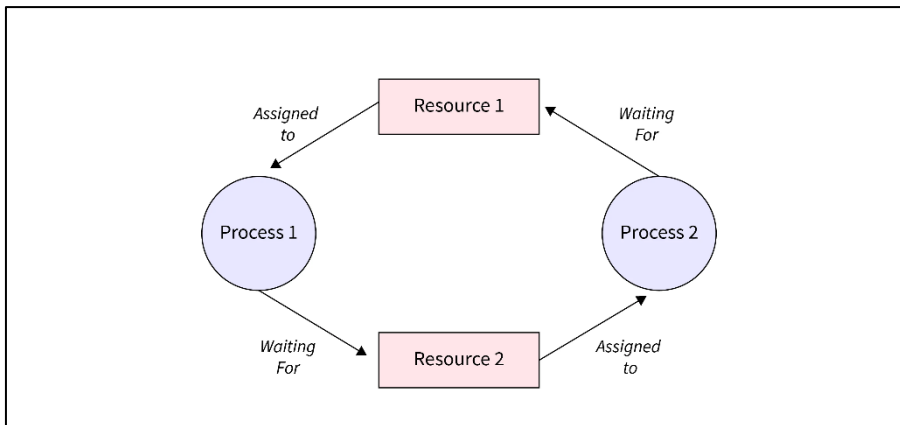 Resource 1
Assigned
to
Waiting
For
Process 1
Process 2
Waiting
For
Resource 2
Assigned
to